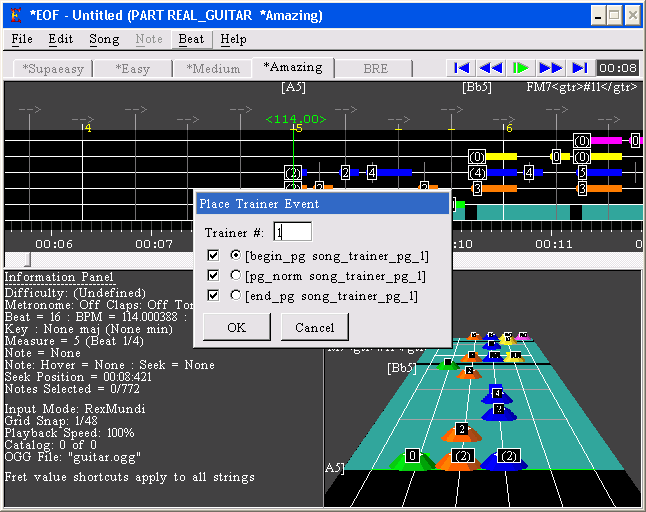 *EOF - Untitled (PART REAL_GUITAR *Amazing)
File Edit Song Note Beat Help
*Supaeasy *Easy *Medium *Amazing BRE 00:08
[A5] [Bb5] FM7<gtr>#11</gtr>
--> --> --> --> --> --> --> --> --> --> --> -->
<114.00>
4 5 6
(0) 0
(0) 0 (0)
(2) 2 4 (4) 4 5
(2) 2 2 3 3
00:06 00:07 :10 00:11 0
Place Trainer Event
Trainer #: 1
[begin_pg song_trainer_pg_1]
[pg_norm song_trainer_pg_1]
[end_pg song_trainer_pg_1]
OK Cancel
Information Panel
----------------------
Difficulty: (Undefined)
Metronome: Off Claps: Off Ton
Beat = 16 : BPM = 114.000388 :
Key : None maj (None min)
Measure = 5 (Beat 1/4)
Note = None
Note: Hover = None : Seek = None
Seek Position = 00:08:421
Notes Selected = 0/772
Input Mode: RexMundi
Grid Snap: 1/48
Playback Speed: 100%
Catalog: 0 of 0
OGG File: "guitar.ogg"
Fret value shortcuts apply to all strings
[Bb5]
4
2
2
0 (2) (2)
A5]